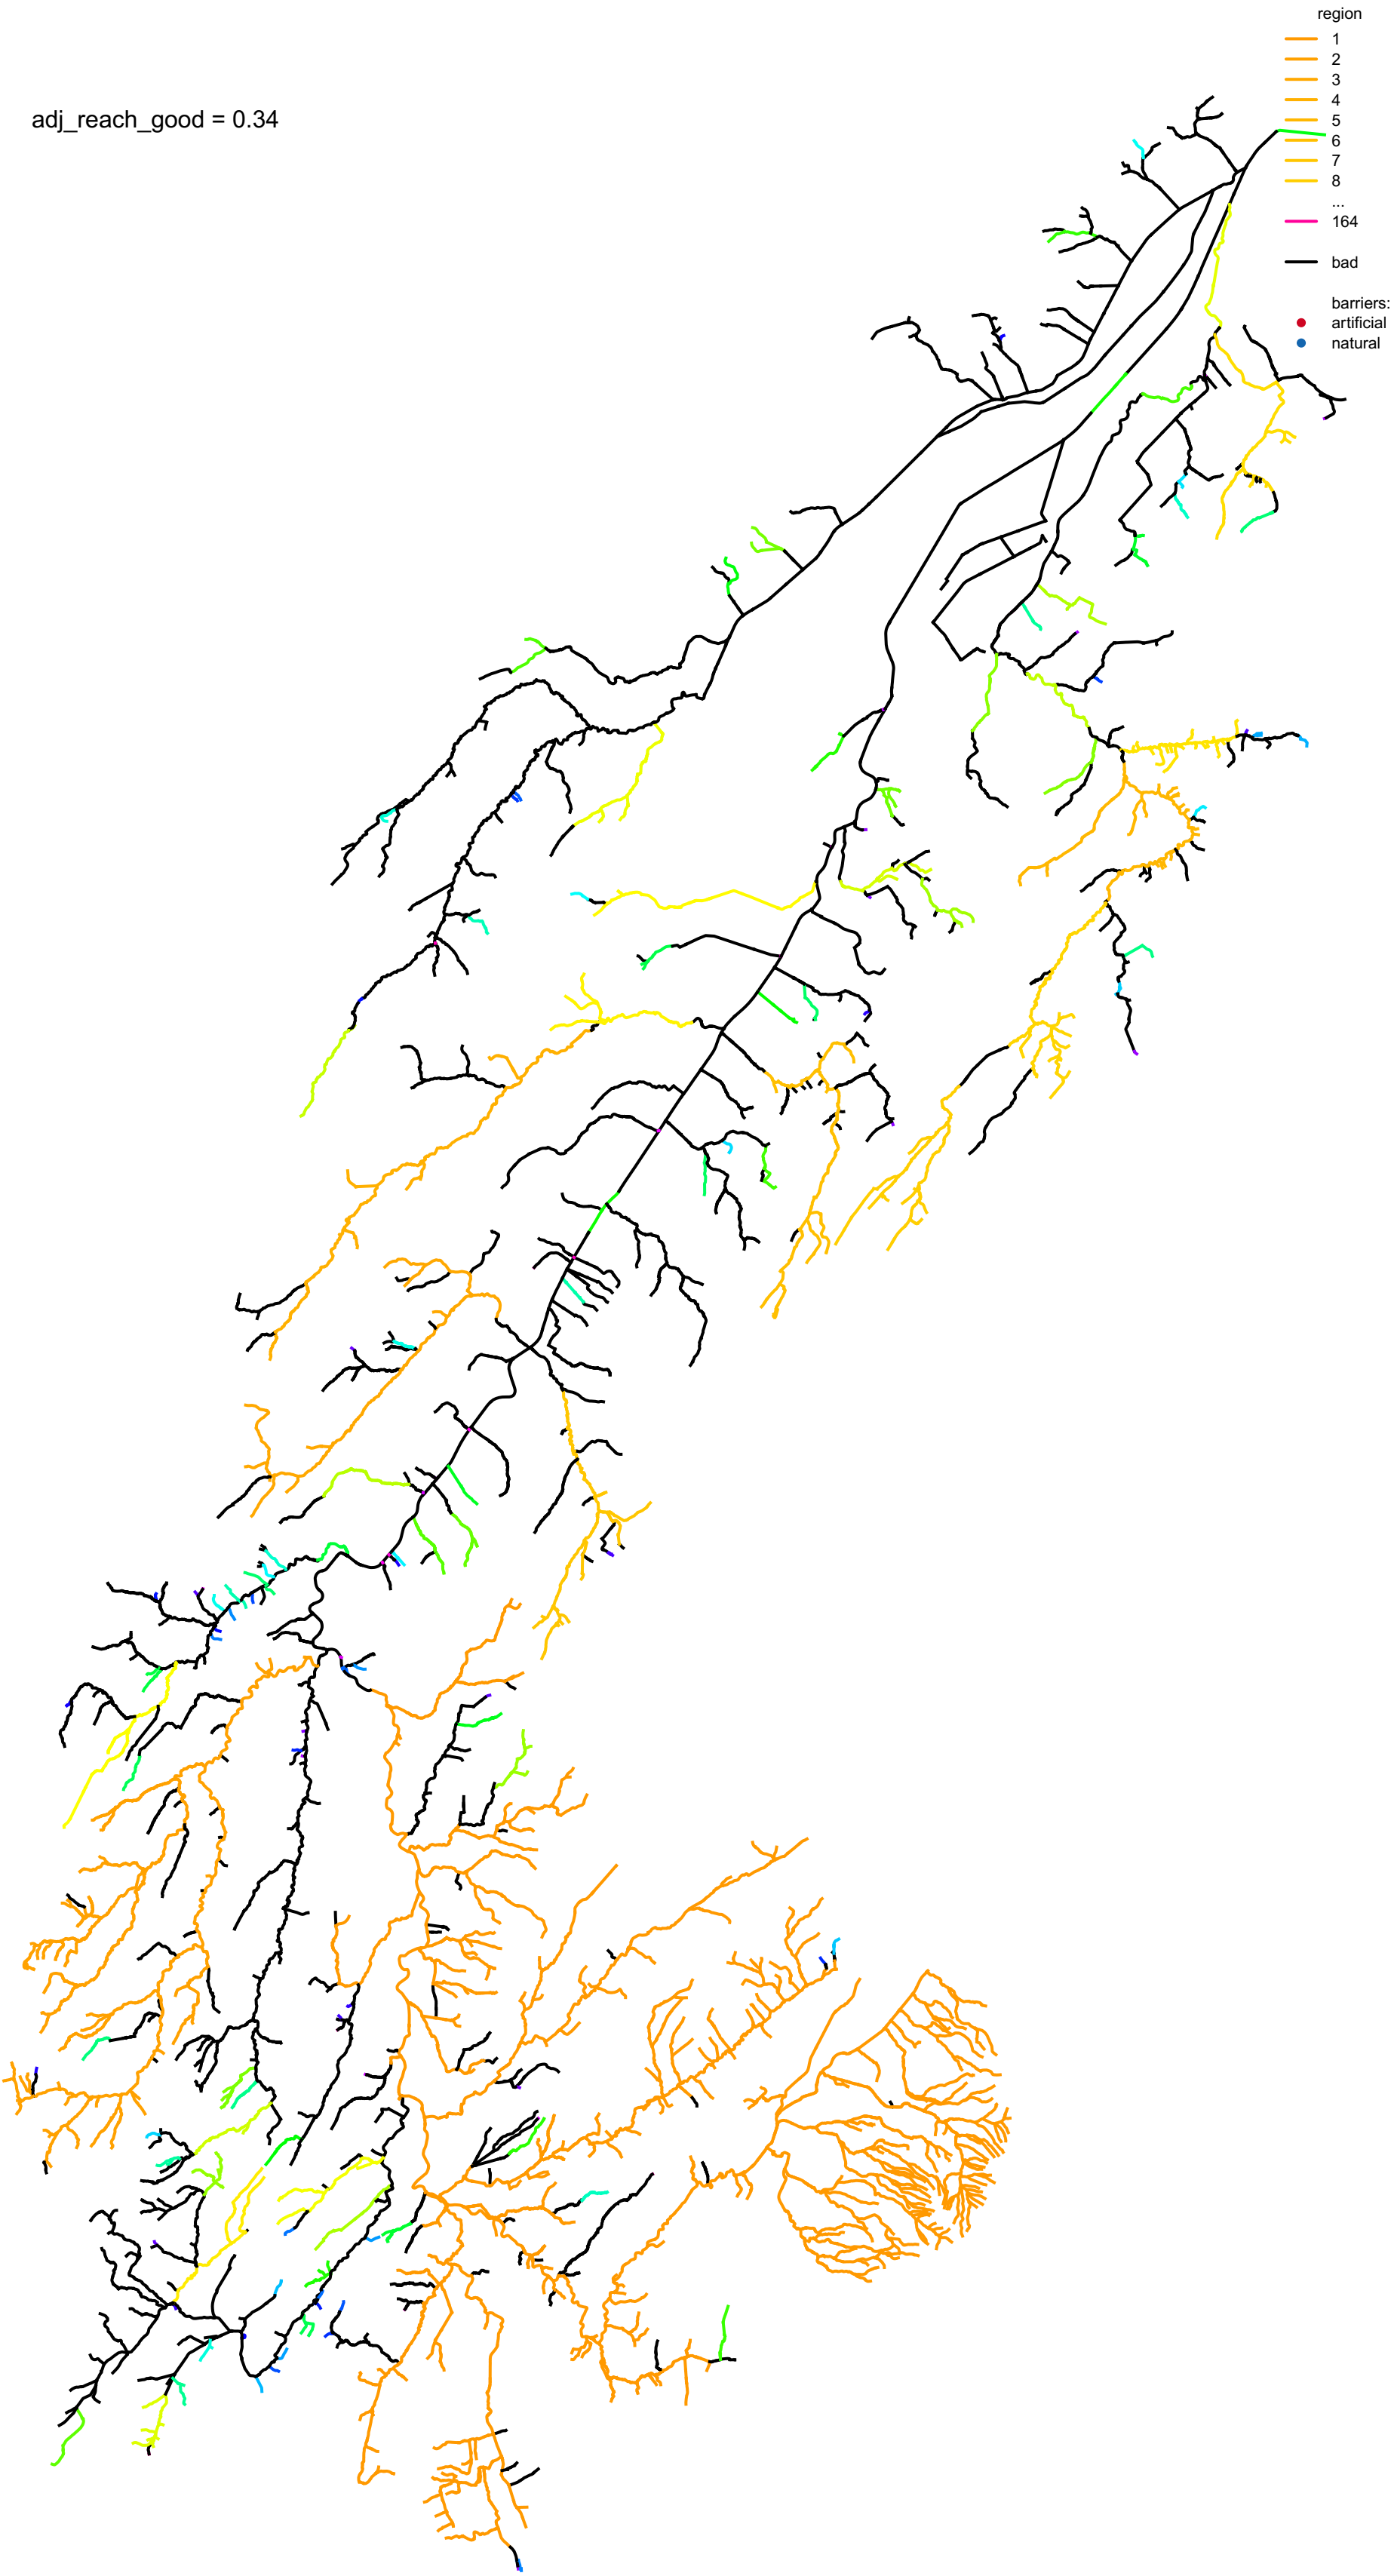 region
1
2
adj_reach_good = 0.34
3
4
5
6
7
8
...
164
bad
barriers:
artificial
natural